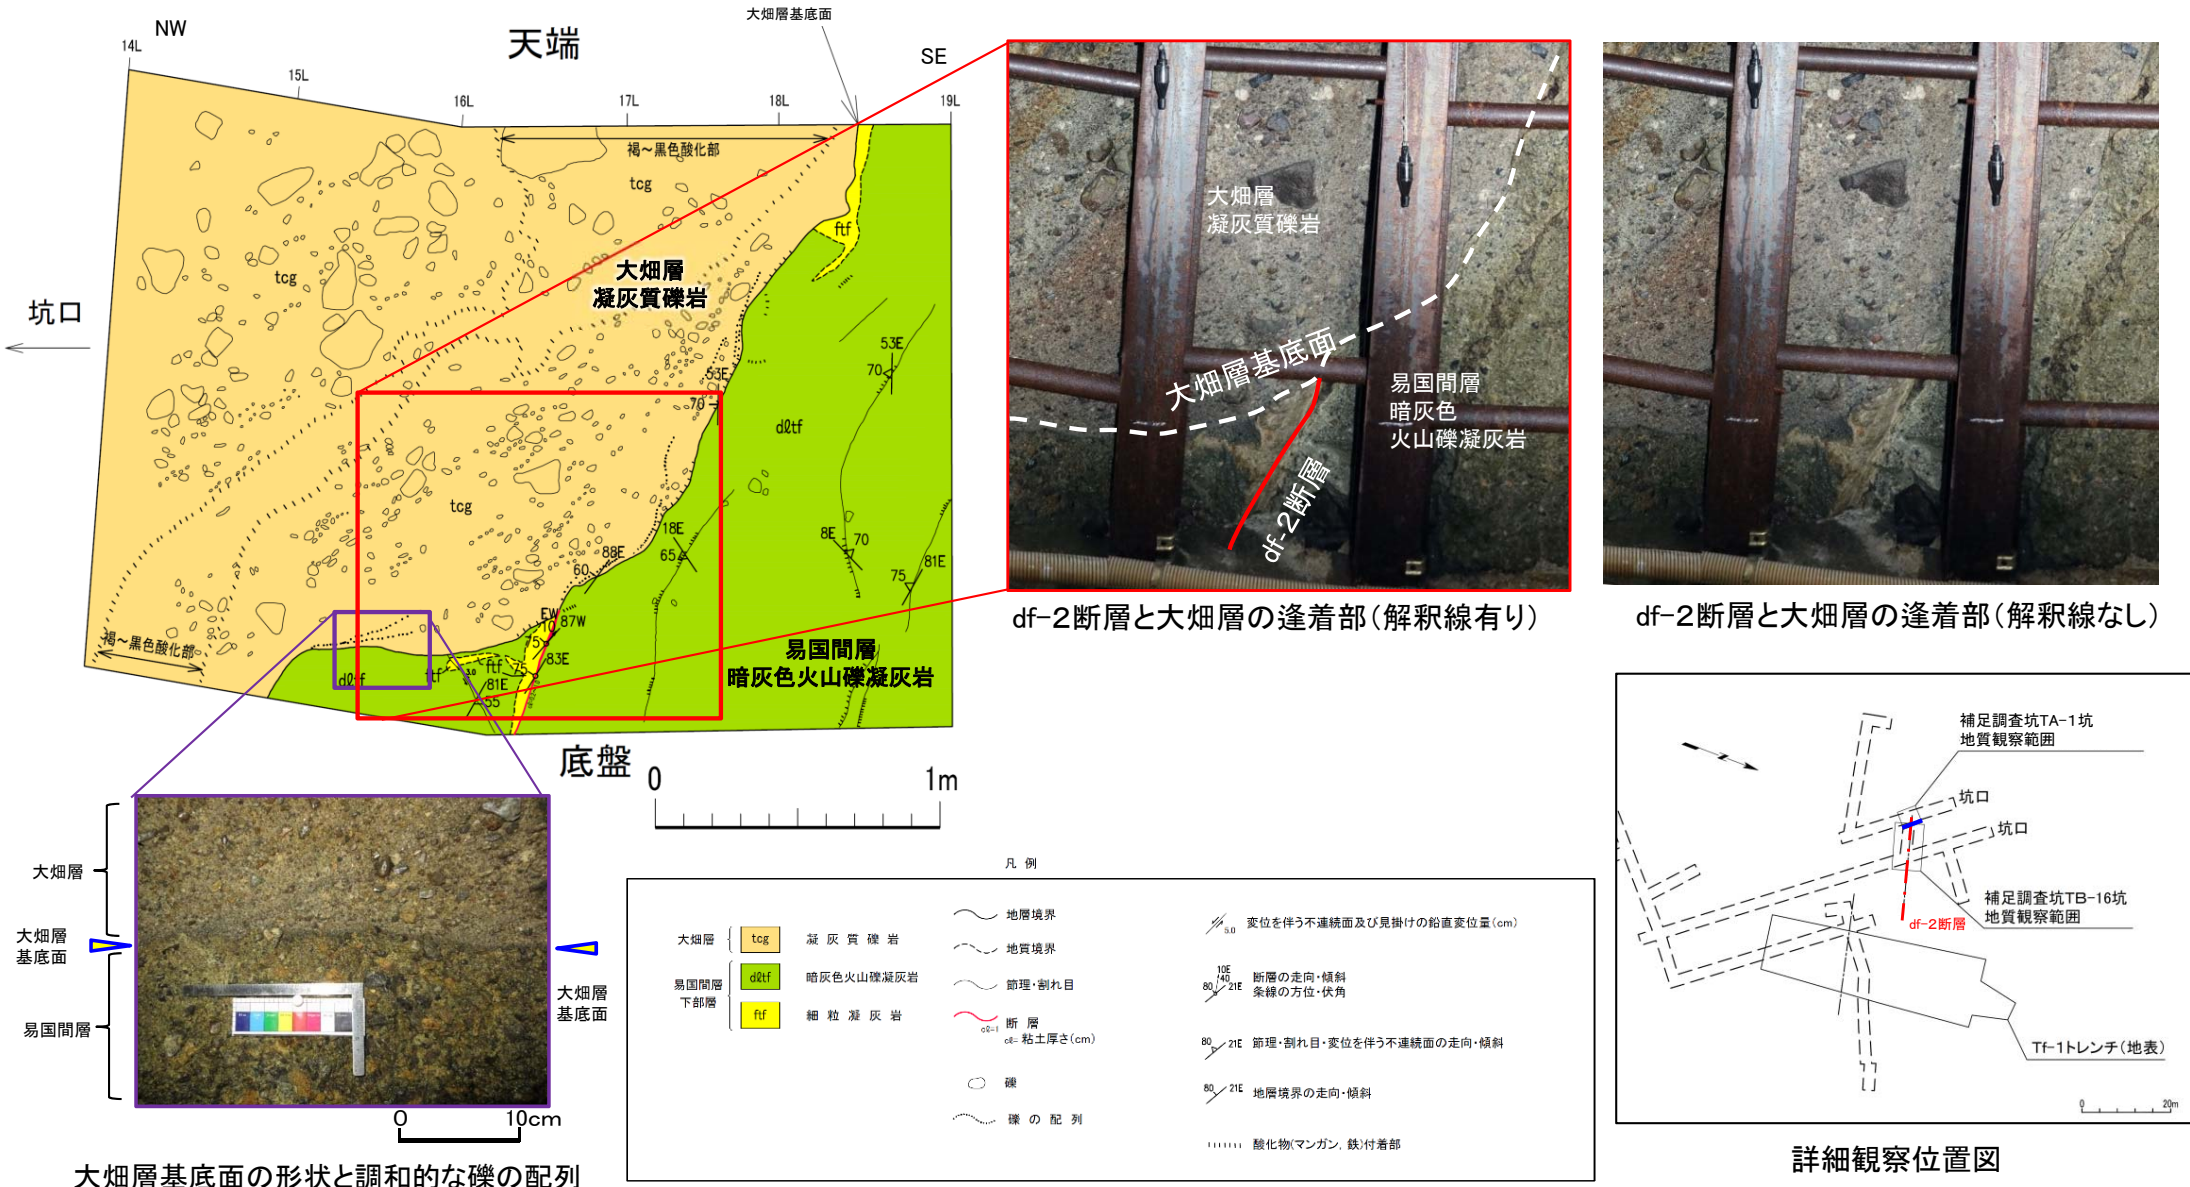 大畑層基底面
NW
天端
SE
14L
15L
16L
17L
18L
19L
褐～黒色酸化部
tcg
ftf
tcg
大畑層
凝灰質礫岩
坑口
53E
70
53E
70
dℓtf
tcg
18E
65
8E
70
81E
75
88E
60
EW
10
87W
75
83E
褐～黒色酸化部
dℓtf
ftf
ftf
75
81E
55
易国間層
暗灰色火山礫凝灰岩
底盤
0
1m
大畑層
凝灰質礫岩
大畑層基底面
易国間層
暗灰色
火山礫凝灰岩
df-2断層
df-2断層と大畑層の逢着部(解釈線有り)
df-2断層と大畑層の逢着部(解釈線なし)
大畑層
大畑層
基底面
易国間層
大畑層
基底面
0
10cm
大畑層基底面の形状と調和的な礫の配列
凡 例
大畑層
tcg
凝 灰 質 礫 岩
易国間層
下部層
dℓtf
暗灰色火山礫凝灰岩
ftf
細 粒 凝 灰 岩
地層境界
地質境界
節理・割れ目
cℓ=1
断 層
cℓ= 粘土厚さ(cm)
礫
礫 の 配 列
5.0
変位を伴う不連続面及び見掛けの鉛直変位量(cm)
10E
40
80
21E
断層の走向・傾斜
条線の方位・伏角
80
21E
節理・割れ目・変位を伴う不連続面の走向・傾斜
80
21E
地層境界の走向・傾斜
酸化物(マンガン, 鉄)付着部
補足調査坑TA-1坑
地質観察範囲
坑口
坑口
補足調査坑TB-16坑
地質観察範囲
df-2断層
Tf-1トレンチ(地表)
0
20m
詳細観察位置図